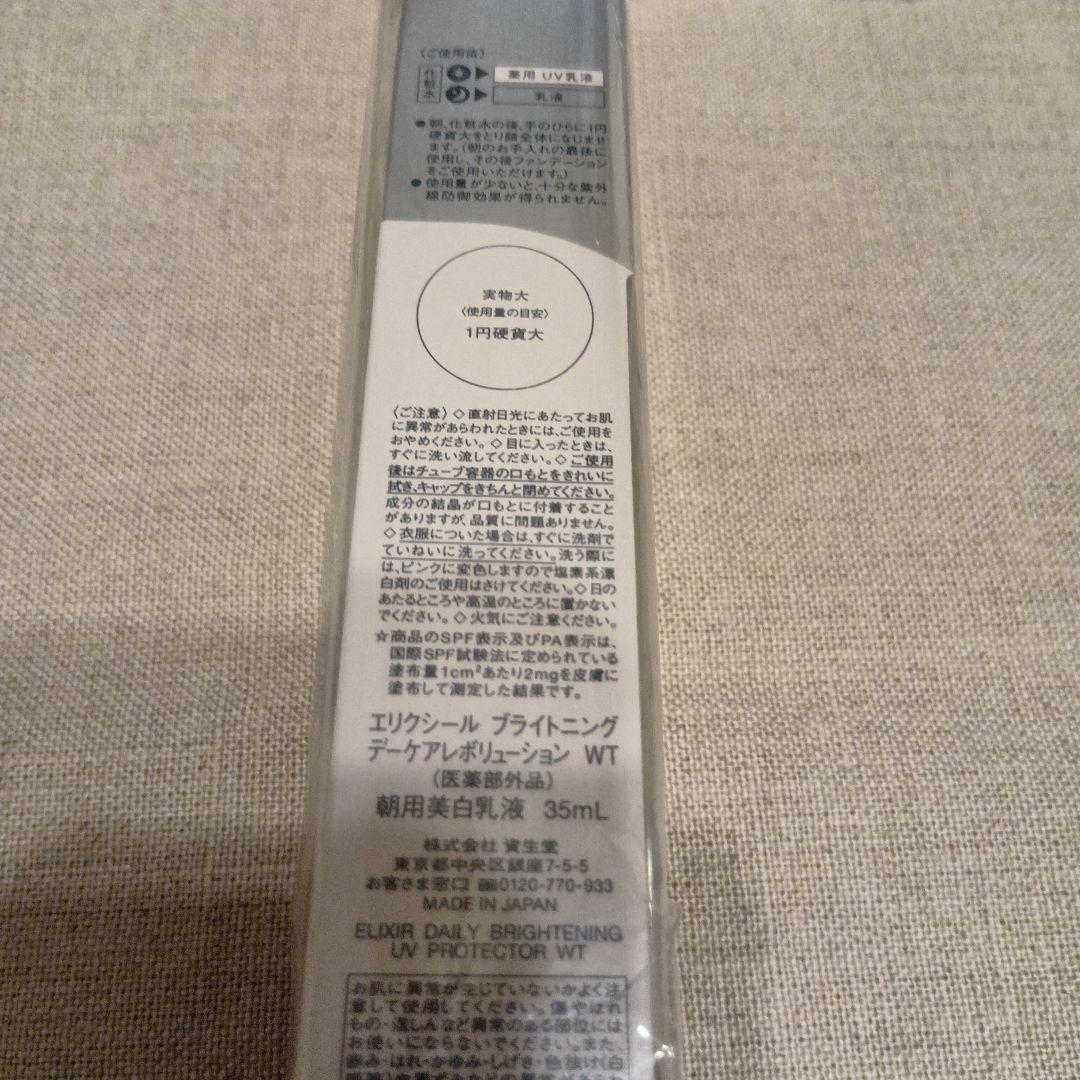 〈ご使用法〉
化粧水
薬用 UV乳液
乳液
●朝、化粧水の後、手のひらに1円
硬貨大をとり顔全体になじませ
ます。(朝のお手入れの最後に
使用し、その後ファンデーション
をご使用いただけます。)
●使用量が少ないと、十分な紫外
線防御効果が得られません。
実物大
〈使用量の目安〉
1円硬貨大
〈ご注意〉◇直射日光にあたってお肌
に異常があらわれたときには、ご使用を
おやめください。◇目に入ったときは、
すぐに洗い流してください。◇ご使用
後はチューブ容器の口もとをきれいに
拭き、キャップをきちんと閉めてください。
成分の結晶が口もとに付着すること
がありますが、品質に問題ありません。
◇衣服についた場合は、すぐに洗剤で
ていねいに洗ってください。洗う際に
は、ピンクに変色しますので塩素系漂
白剤のご使用はさけてください。◇日の
あたるところや高温のところに置かない
でください。◇火気にご注意ください。
☆商品のSPF表示及びPA表示は、
国際SPF試験法に定められている
塗布量1cm²あたり2mgを皮膚に
塗布して測定した結果です。
エリクシール ブライトニング
デーケアレボリューション WT
(医薬部外品)
朝用美白乳液 35mL
株式会社 資生堂
東京都中央区銀座7-5-5
お客さま窓口 ☎0120-770-933
MADE IN JAPAN
ELIXIR DAILY BRIGHTENING
UV PROTECTOR WT
お肌に異常が生じていないかよく注
意して使用してください。傷やはれ
もの・湿しんなど異常のある部位には
お使いにならないでください。また、
赤み・はれ・かゆみ・しげき・色抜け(白